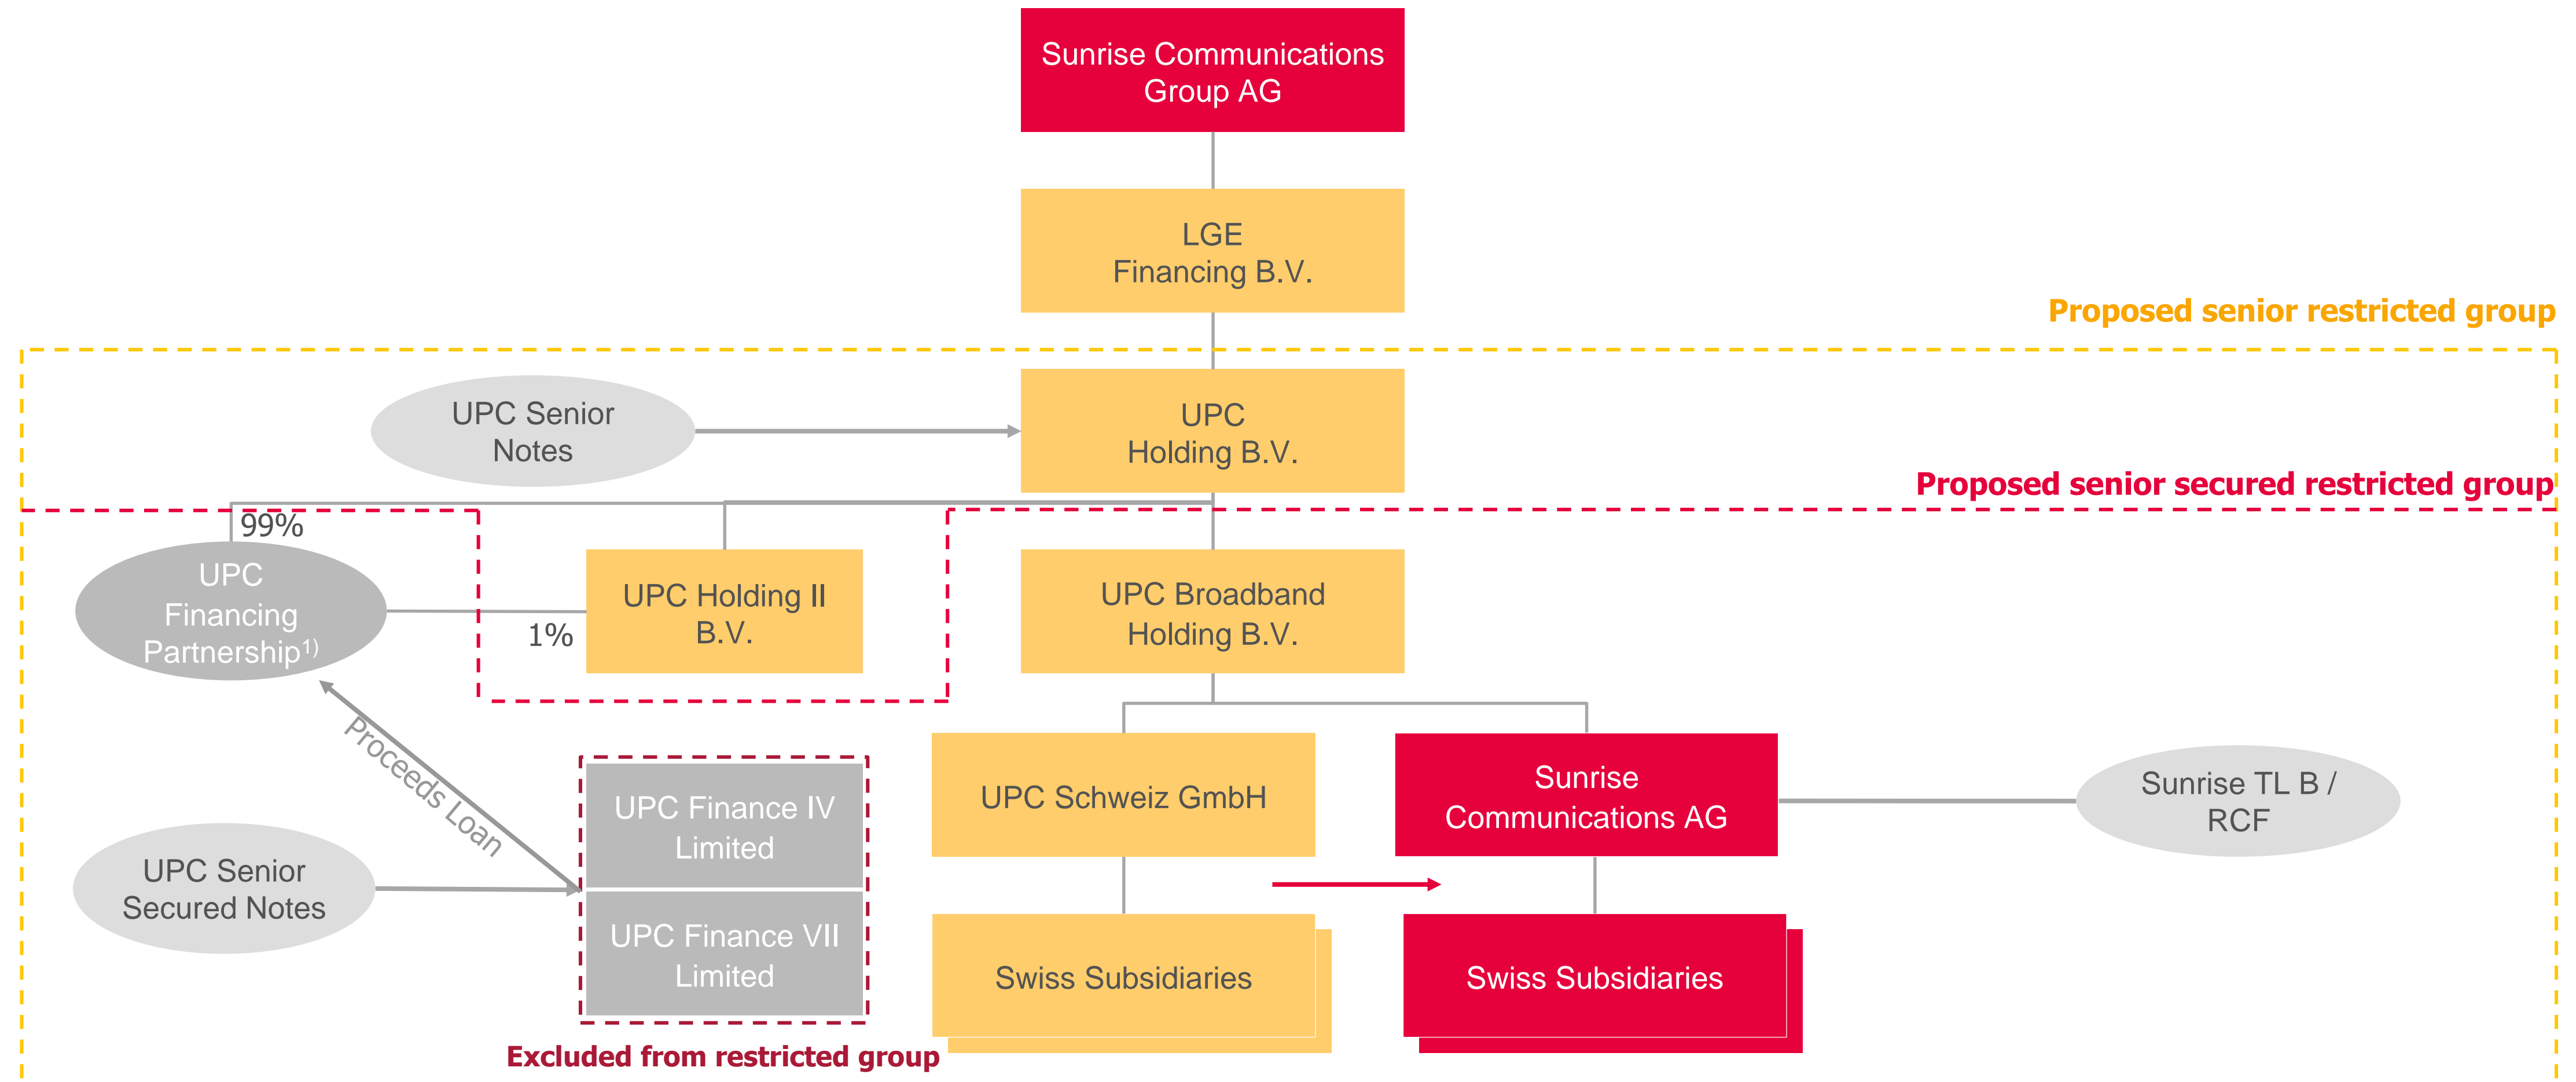 Sunrise Communications
Group AG
LGE
Financing B.V.
Proposed senior restricted group
UPC Senior
Notes
UPC
Holding B.V.
Proposed senior secured restricted group
99%
UPC
Financing
Partnership1)
1%
UPC Holding II
B.V.
UPC Broadband
Holding B.V.
Proceeds Loan
UPC Finance IV
Limited
UPC Schweiz GmbH
Sunrise
Communications AG
Sunrise TL B /
RCF
UPC Senior
Secured Notes
UPC Finance VII
Limited
Swiss Subsidiaries
Swiss Subsidiaries
Excluded from restricted group